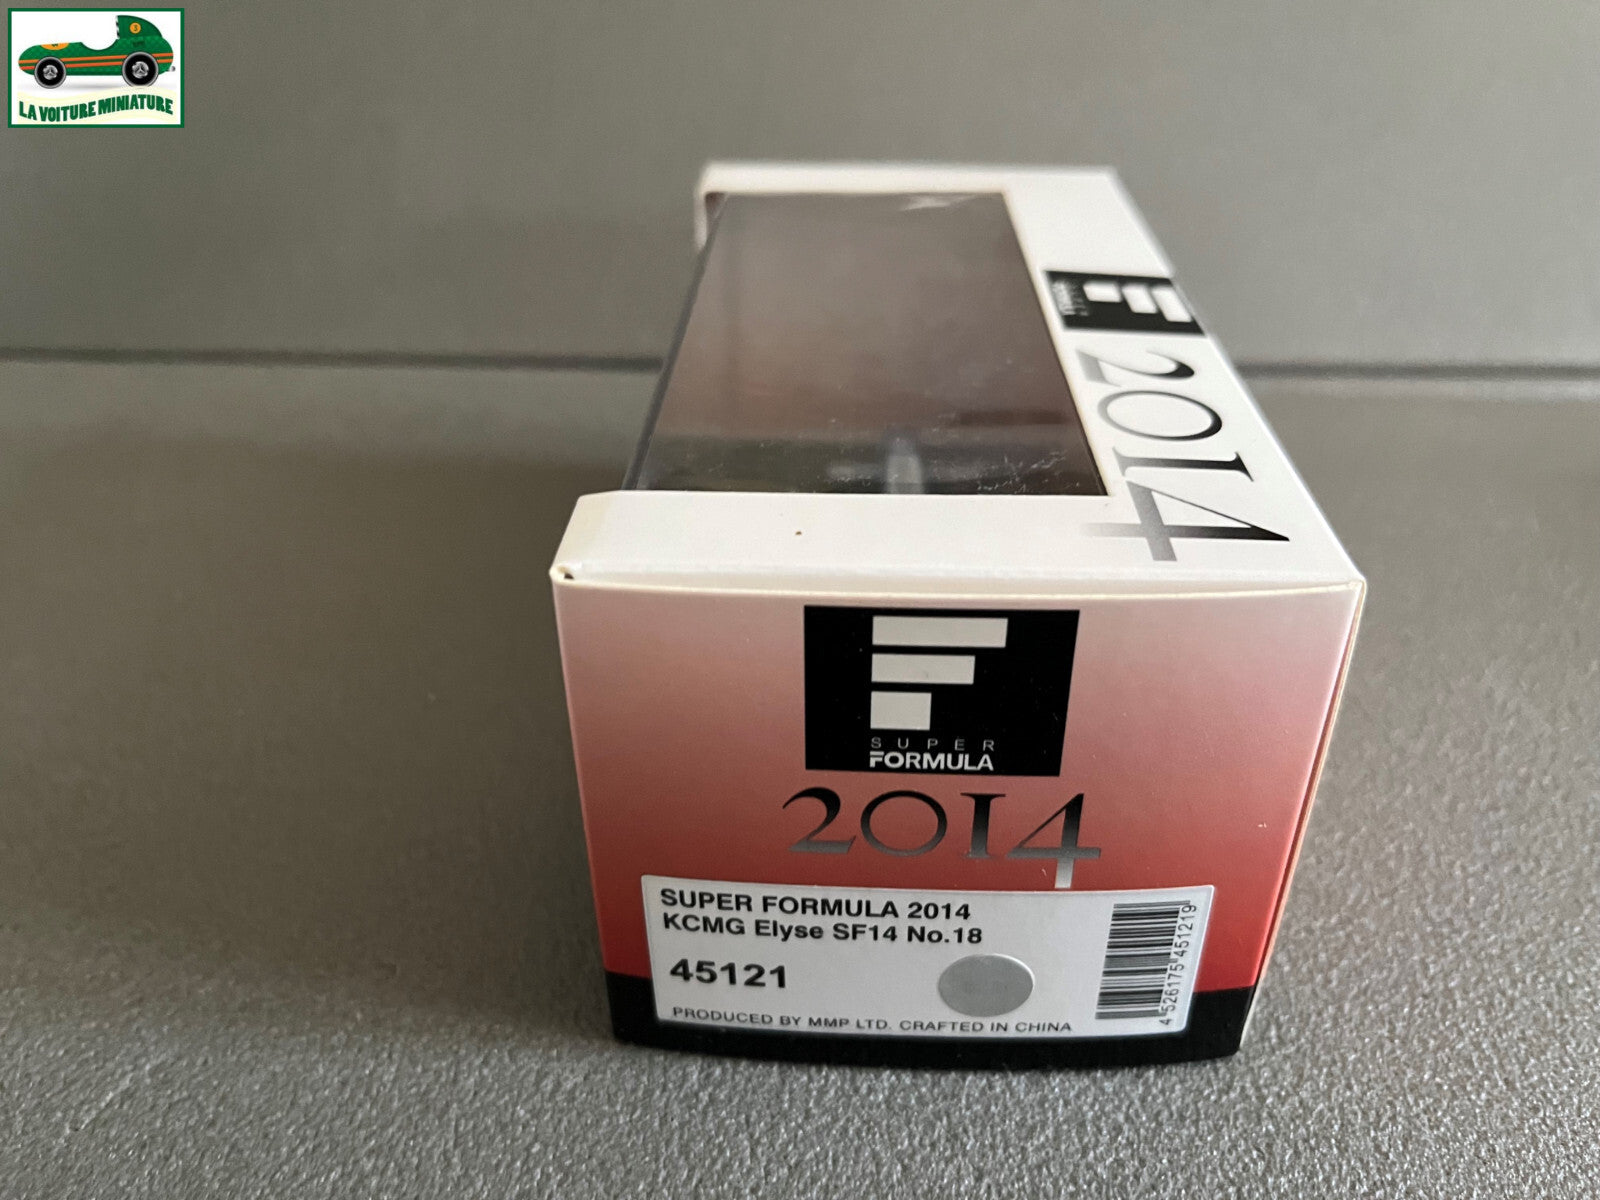 LA VOITURE MINIATURE
2014
SUPER
FORMULA
2014
SUPER FORMULA 2014
KCMG Elyse SF14 No.18
45121
PRODUCED BY MMP LTD. CRAFTED IN CHINA
4 526175 451219